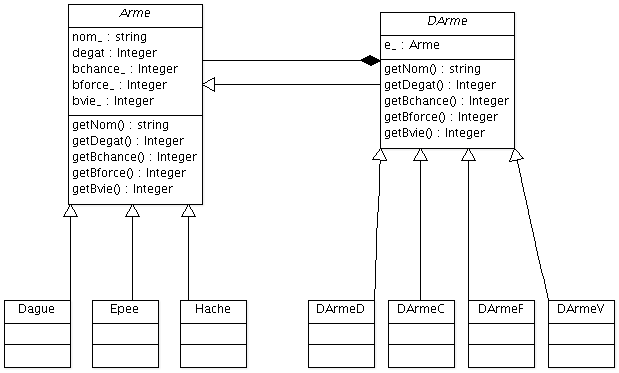 Arme
nom_ : string
degat : Integer
bchance_ : Integer
bforce_ : Integer
bvie_ : Integer
getNom() : string
getDegat() : Integer
getBchance() : Integer
getBforce() : Integer
getBvie() : Integer
DArme
e_ : Arme
getNom() : string
getDegat() : Integer
getBchance() : Integer
getBforce() : Integer
getBvie() : Integer
Dague
Epee
Hache
DArmeD
DArmeC
DArmeF
DArmeV